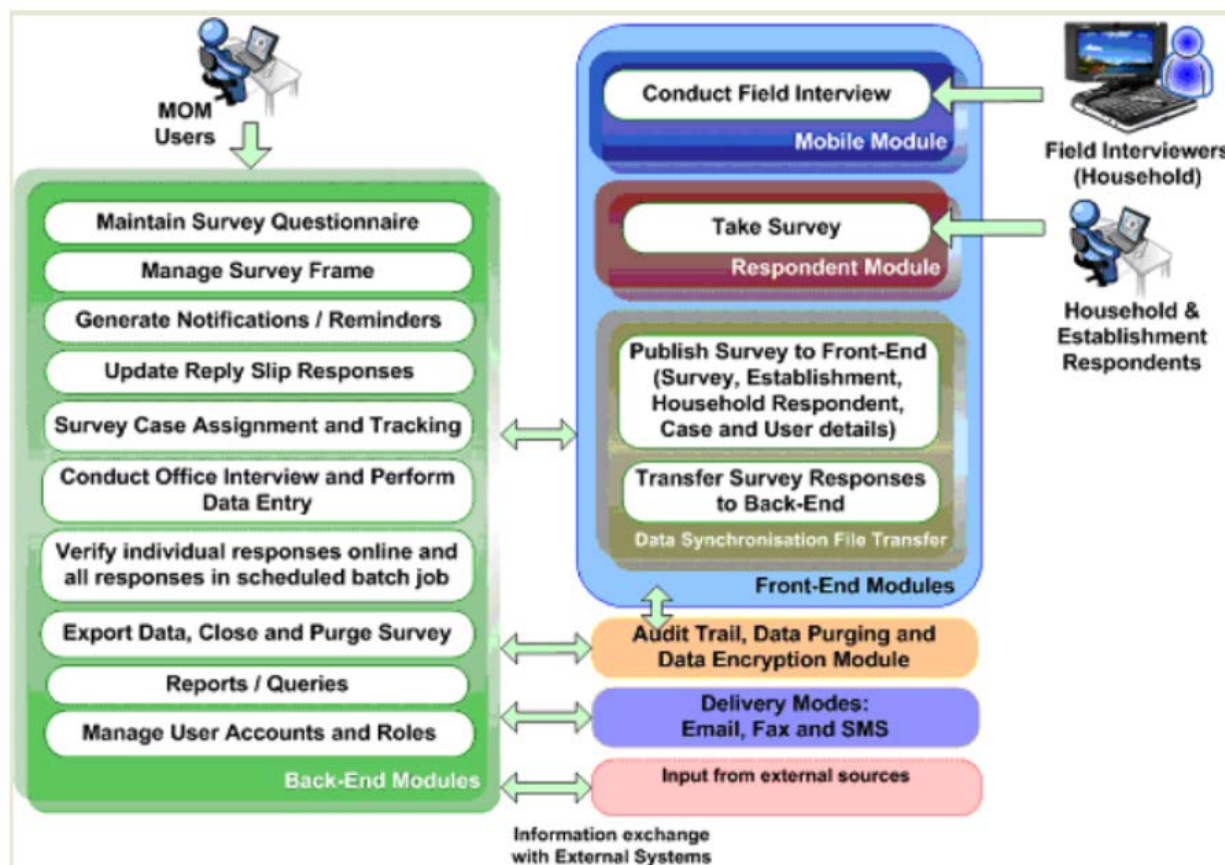 MOM
Users
Maintain Survey Questionnaire
Manage Survey Frame
Generate Notifications / Reminders
Update Reply Slip Responses
Survey Case Assignment and Tracking
Conduct Office Interview and Perform
Data Entry
Verify individual responses online and
all responses in scheduled batch job
Export Data, Close and Purge Survey
Reports / Queries
Manage User Accounts and Roles
Back-End Modules
Conduct Field Interview
Mobile Module
Take Survey
Respondent Module
Publish Survey to Front-End
(Survey, Establishment,
Household Respondent,
Case and User details)
Transfer Survey Responses
to Back-End
Data Synchronisation File Transfer
Front-End Modules
Field Interviewers
(Household)
Household &
Establishment
Respondents
Audit Trail, Data Purging and
Data Encryption Module
Delivery Modes:
Email, Fax and SMS
Input from external sources
Information exchange
with External Systems